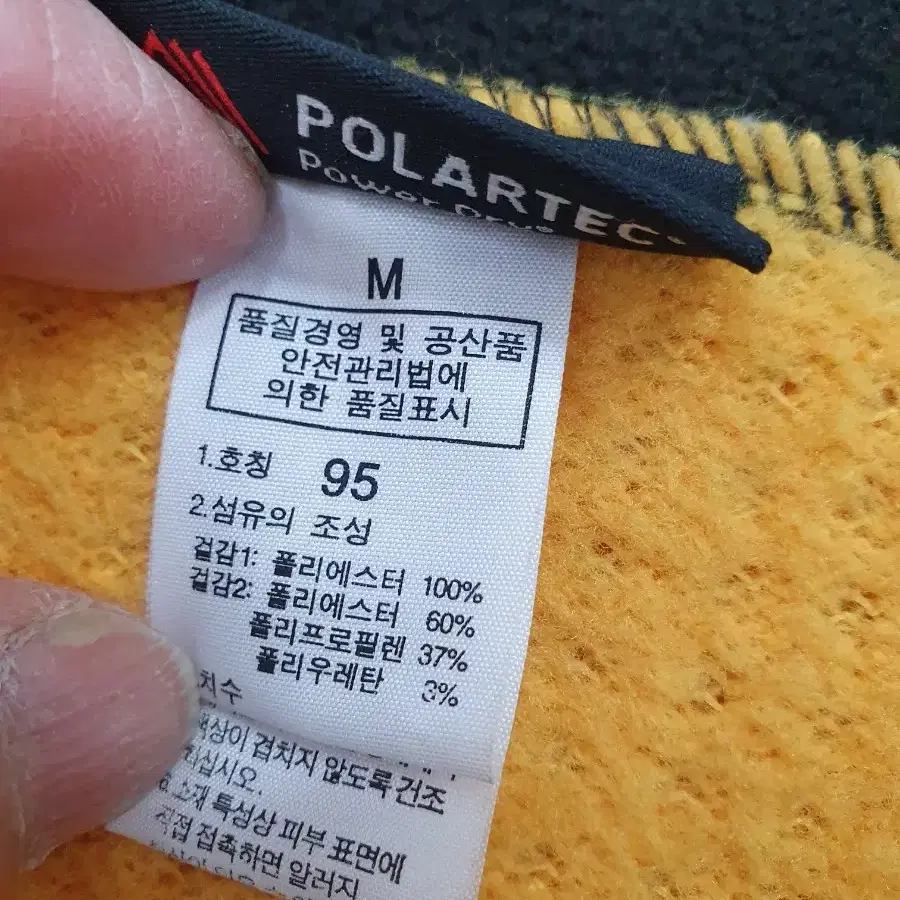 POLARTEC®
Power Dry®
M
품질경영 및 공산품
안전관리법에
의한 품질표시
1.호칭 95
2.섬유의 조성
겉감1: 폴리에스터 100%
겉감2: 폴리에스터 60%
폴리프로필렌 37%
폴리우레탄 3%
치수
색상이 겹치지 않도록 건조
하십시오.
6.소재 특성상 피부 표면에
직접 접촉하면 알러지